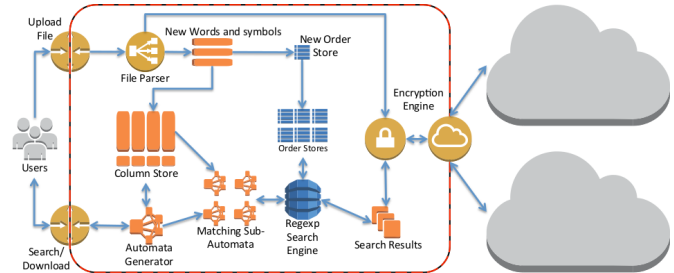 Upload
File
New Words and symbols
New Order
Store
File Parser
Encryption
Engine
Order Stores
Users
Column Store
Search/
Download
Automata
Generator
Matching Sub-
Automata
Regexp
Search
Engine
Search Results